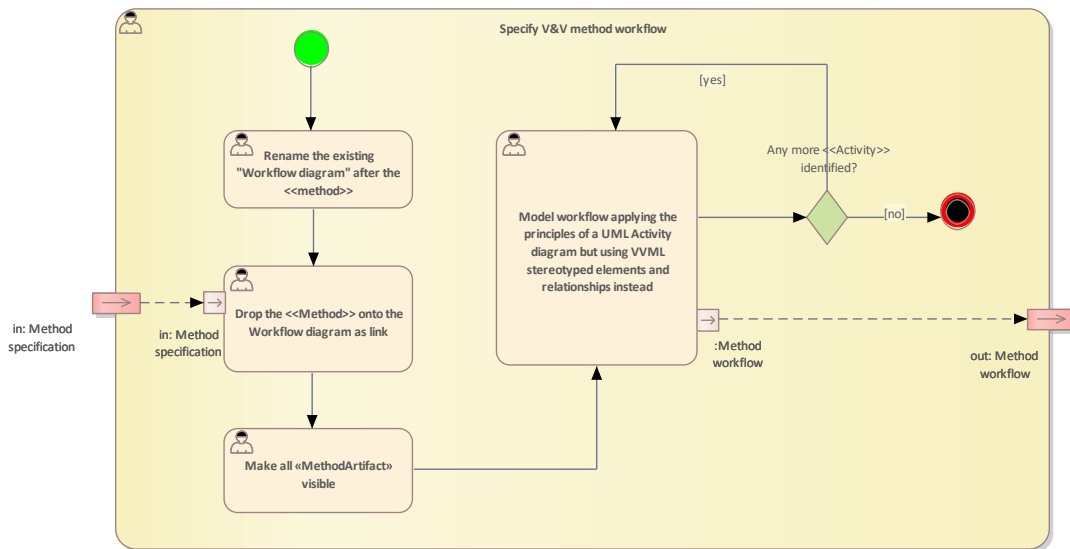 Specify V&V method workflow
[yes]
Rename the existing
"Workflow diagram" after the
<<method>>
Any more <<Activity>>
identified?
[no]
Model workflow applying the
principles of a UML Activity
diagram but using VVML
stereotyped elements and
relationships instead
Drop the <<Method>> onto the
Workflow diagram as link
in: Method
specification
in: Method
specification
:Method
workflow
out: Method
workflow
Make all «MethodArtifact»
visible